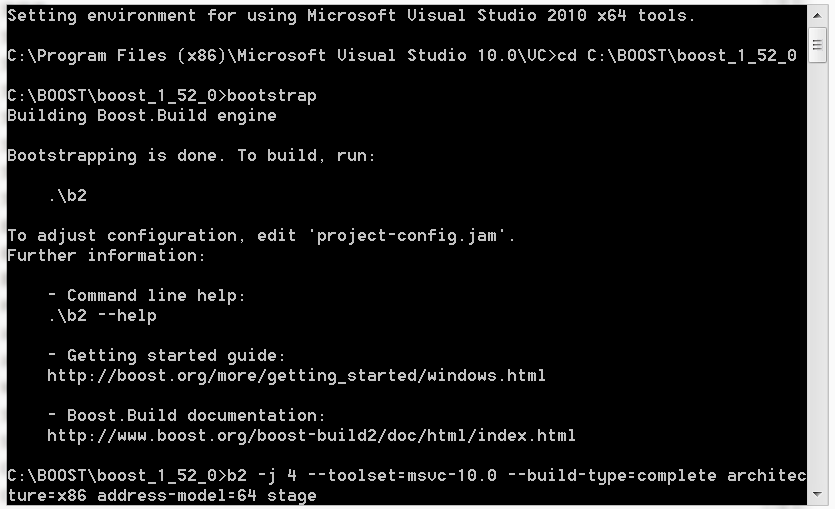 Setting environment for using Microsoft Visual Studio 2010 x64 tools.
C:\Program Files (x86)\Microsoft Visual Studio 10.0\VC>cd C:\BOOST\boost_1_52_0
C:\BOOST\boost_1_52_0>bootstrap
Building Boost.Build engine
Bootstrapping is done. To build, run:
.\b2
To adjust configuration, edit 'project-config.jam'.
Further information:
- Command line help:
.\b2 --help
- Getting started guide:
http://boost.org/more/getting_started/windows.html
- Boost.Build documentation:
http://www.boost.org/boost-build2/doc/html/index.html
C:\BOOST\boost_1_52_0>b2 -j 4 --toolset=msvc-10.0 --build-type=complete architec
ture=x86 address-model=64 stage